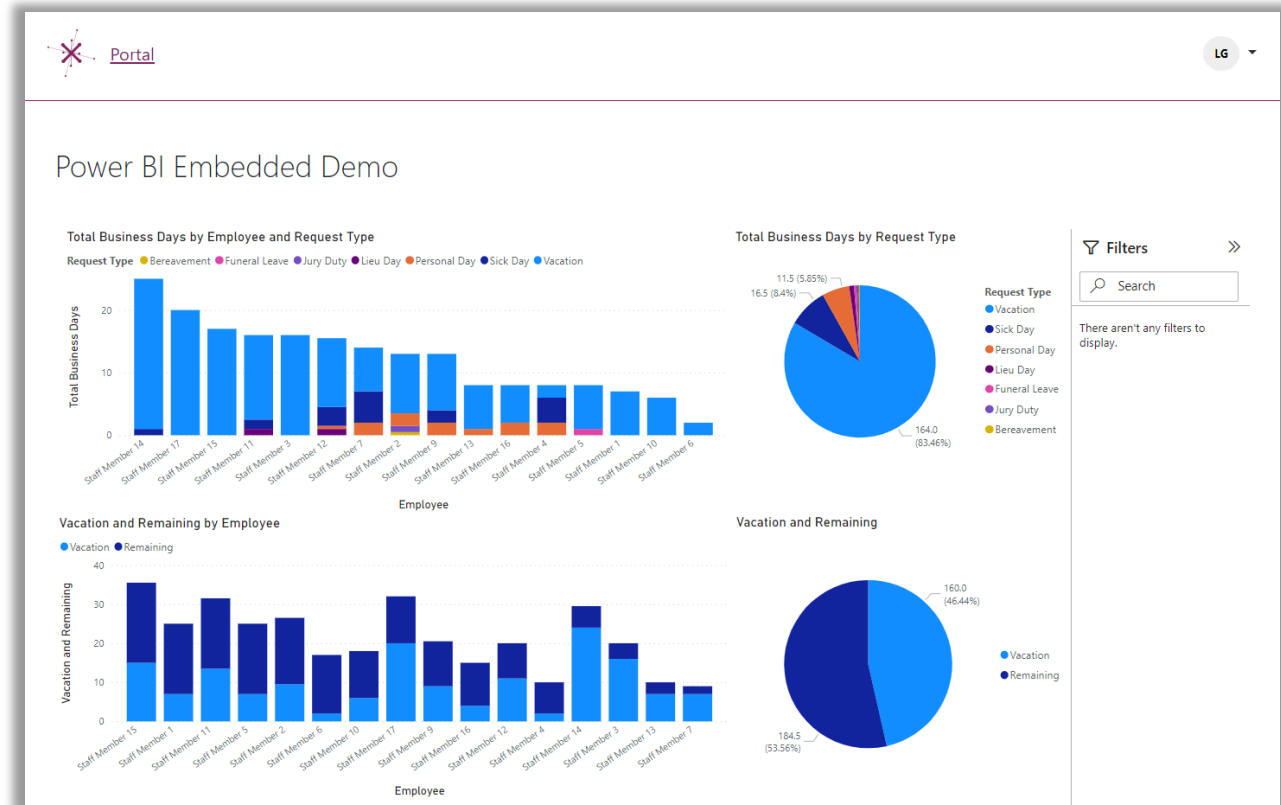 Portal
LG
Power BI Embedded Demo
Total Business Days by Employee and Request Type
Request Type Bereavement Funeral Leave Jury Duty Lieu Day Personal Day Sick Day Vacation
Total Business Days
20
10
0
Staff Member 14
Staff Member 17
Staff Member 15
Staff Member 11
Staff Member 3
Staff Member 12
Staff Member 7
Staff Member 2
Staff Member 9
Staff Member 13
Staff Member 16
Staff Member 4
Staff Member 5
Staff Member 1
Staff Member 10
Staff Member 6
Employee
Total Business Days by Request Type
11.5 (5.85%)
16.5 (8.4%)
164.0
(83.46%)
Request Type
Vacation
Sick Day
Personal Day
Lieu Day
Funeral Leave
Jury Duty
Bereavement
Filters
Search
There aren't any filters to
display.
Vacation and Remaining by Employee
Vacation Remaining
Vacation and Remaining
40
30
20
10
0
Staff Member 15
Staff Member 1
Staff Member 11
Staff Member 5
Staff Member 2
Staff Member 6
Staff Member 10
Staff Member 17
Staff Member 9
Staff Member 16
Staff Member 12
Staff Member 4
Staff Member 14
Staff Member 3
Staff Member 13
Staff Member 7
Employee
Vacation and Remaining
160.0
(46.44%)
184.5
(53.56%)
Vacation
Remaining